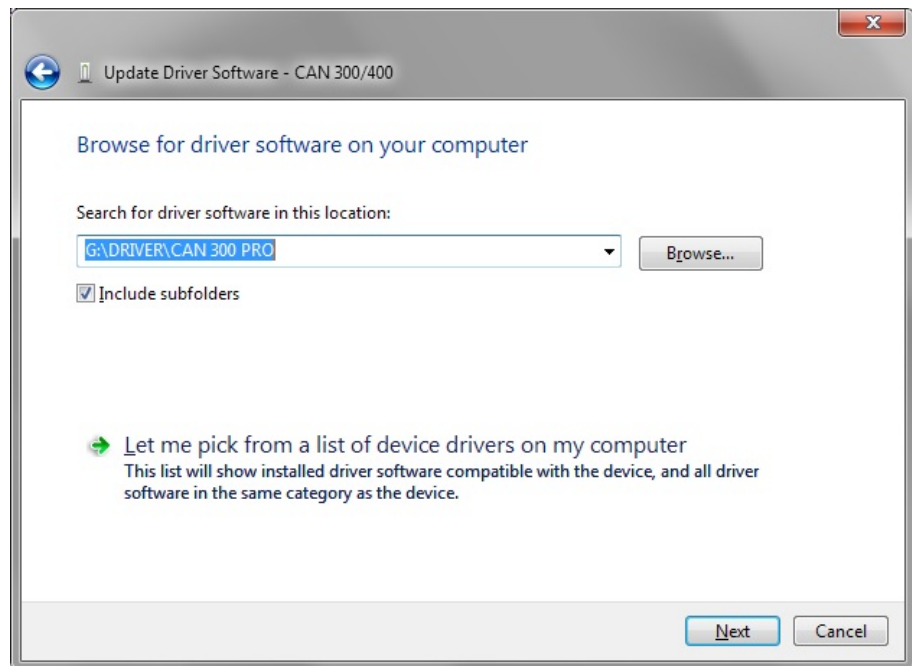 Update Driver Software - CAN 300/400
Browse for driver software on your computer
Search for driver software in this location:
G:\DRIVER\CAN 300 PRO
Browse...
Include subfolders
Let me pick from a list of device drivers on my computer
This list will show installed driver software compatible with the device, and all driver
software in the same category as the device.
Next
Cancel